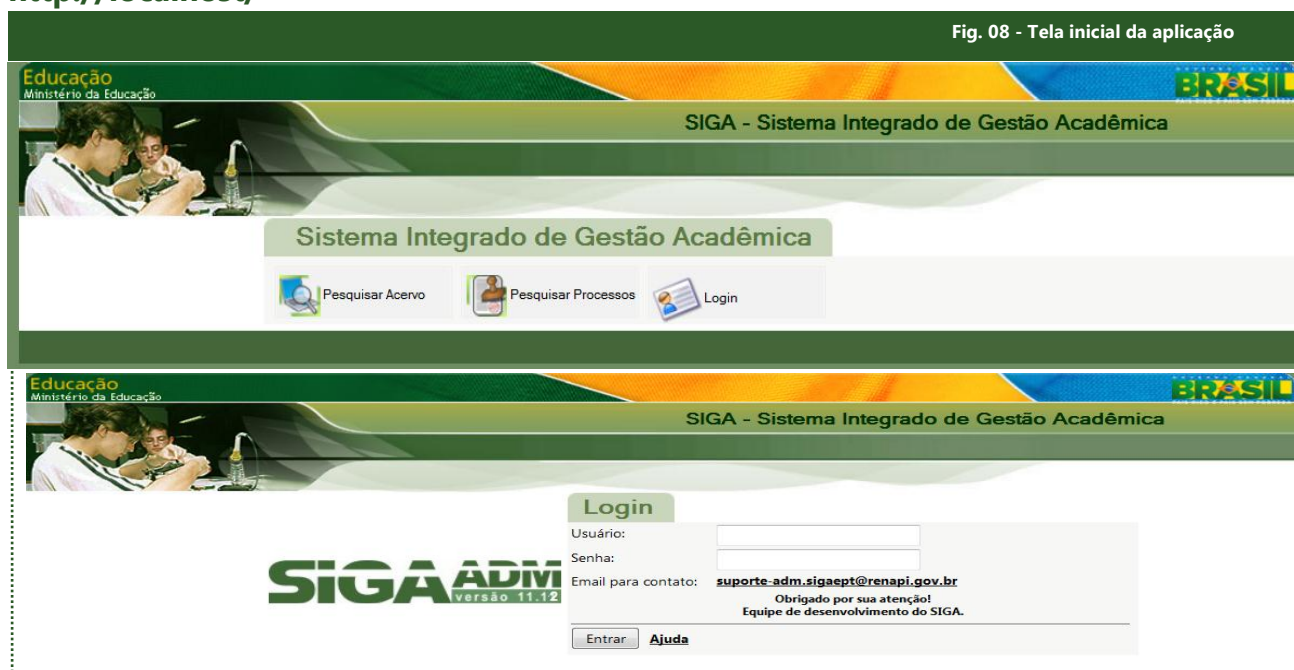 http://localhost/
Fig. 08 - Tela inicial da aplicação
Educação
Ministério da Educação
BRASIL
SIGA - Sistema Integrado de Gestão Acadêmica
Sistema Integrado de Gestão Acadêmica
Pesquisar Acervo
Pesquisar Processos
Login
Educação
Ministério da Educação
BRASIL
SIGA - Sistema Integrado de Gestão Acadêmica
Login
Usuário:
Senha:
SIGA ADM
versão 11.12
Email para contato: suporte-adm.sigaept@renapi.gov.br
Obrigado por sua atenção!
Equipe de desenvolvimento do SIGA.
Entrar Ajuda